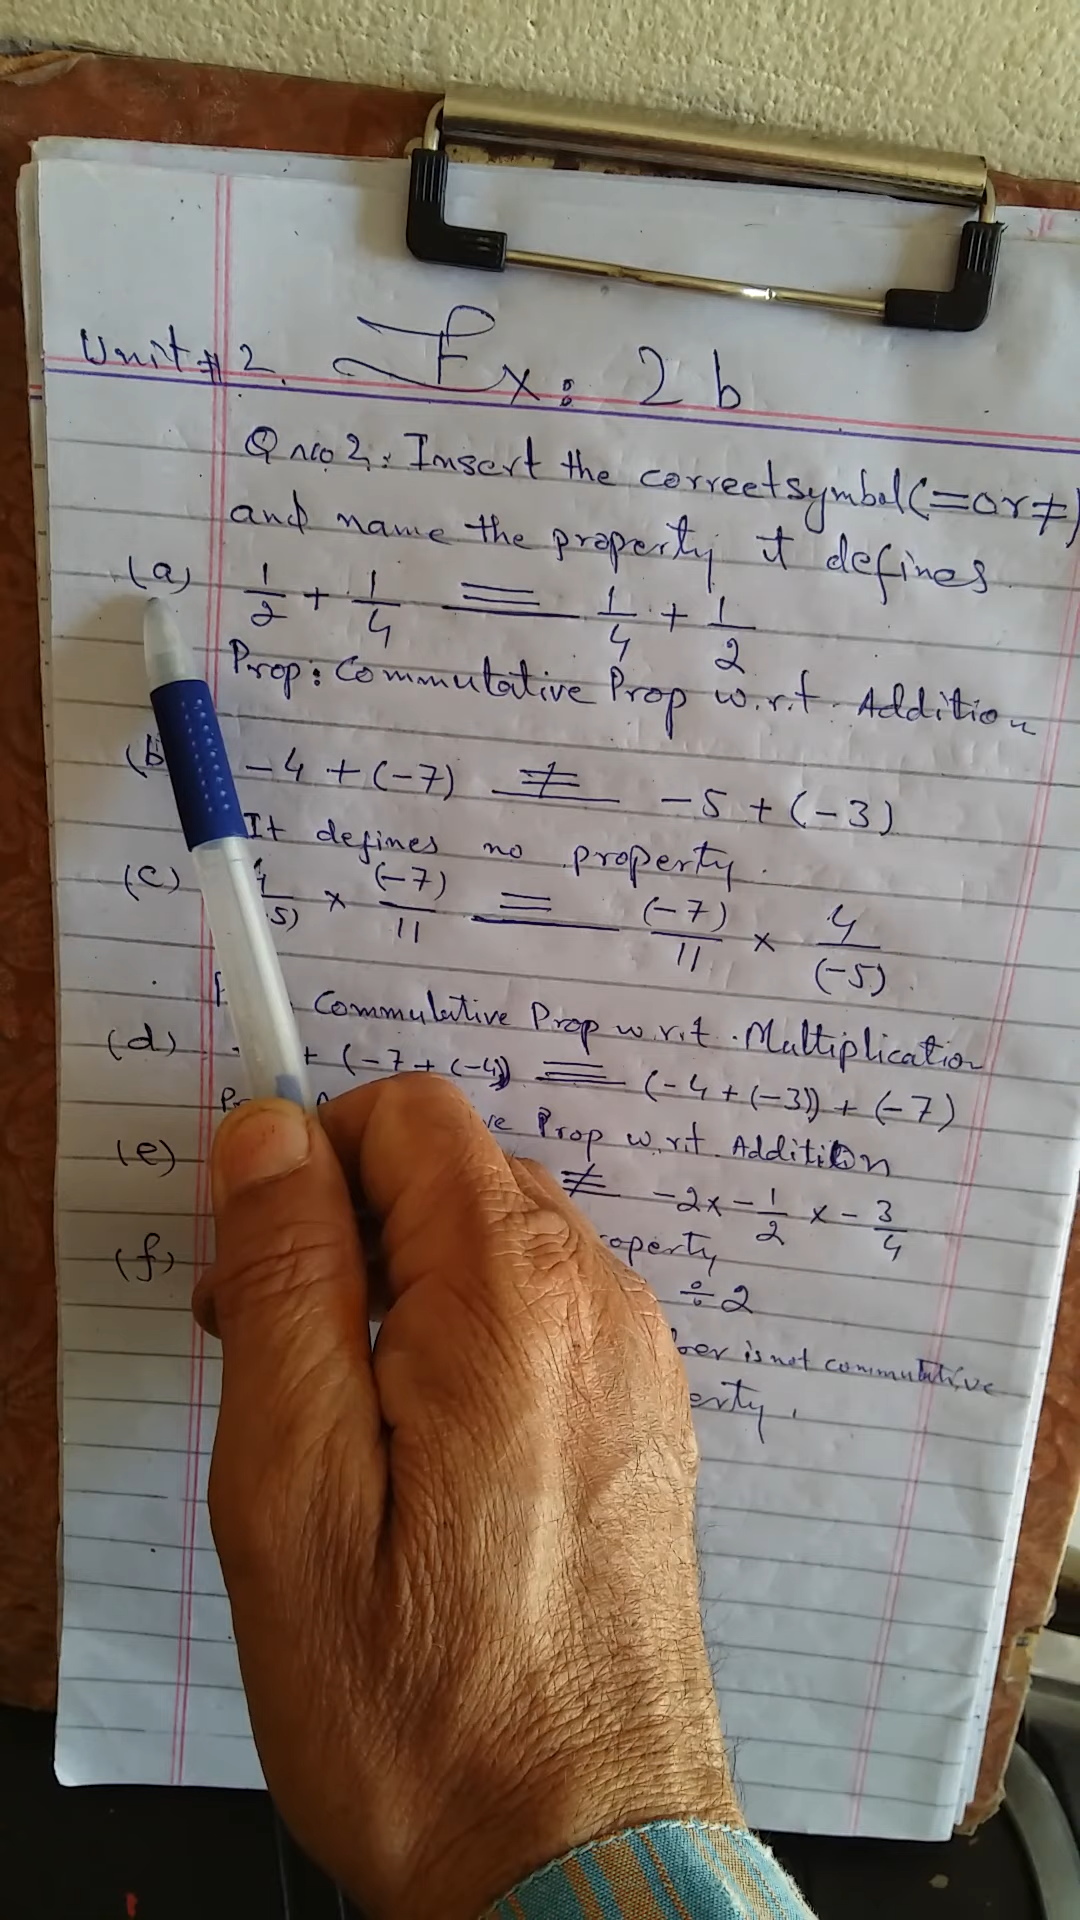 Unit # 2. Ex: 2b
Q no 2: Insert the correct symbol (= or ≠)
and name the property it defines
(a) 1/2 + 1/4 = 1/4 + 1/2
Prop: Commutative Prop w.r.t. Addition
(b) -4 + (-7) ≠ -5 + (-3)
It defines no property.
(c) × (-7)/11 = (-7)/11 × 4/(-5)
Commulative Prop w.r.t. Multiplication
(d) + (-7 + (-4)) = (-4 + (-3)) + (-7)
Prop w.r.t Addition
(e) ≠ -2 × -1/2 × -3/4
(f) ÷ 2
is not commutative